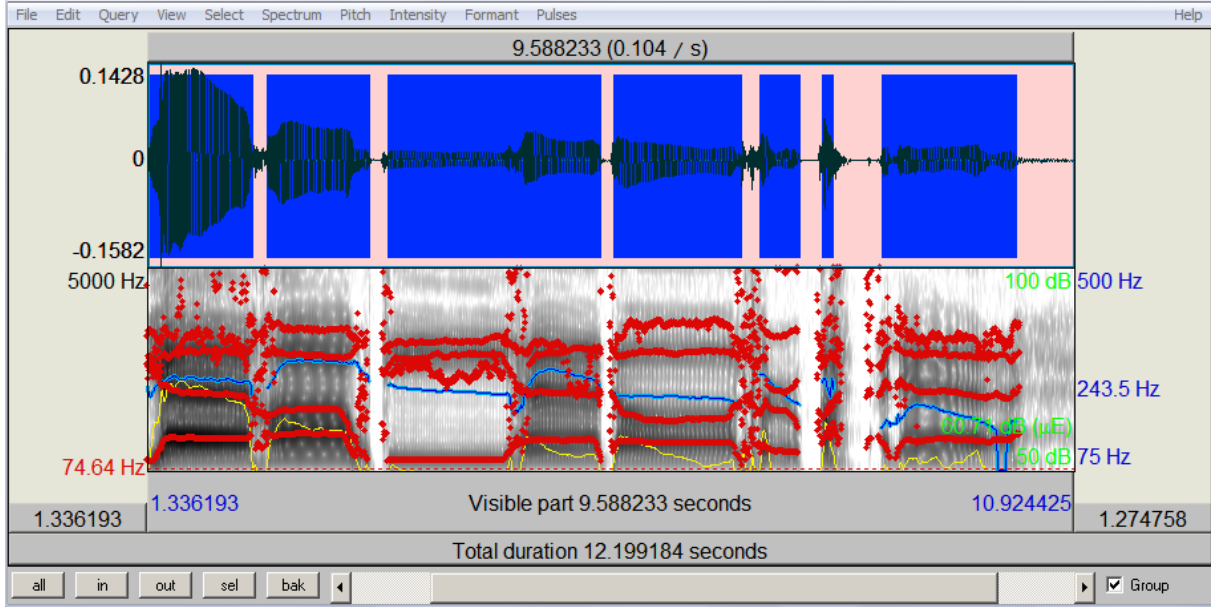 File Edit Query View Select Spectrum Pitch Intensity Formant Pulses Help
9.588233 (0.104 / s)
0.1428
0
-0.1582
5000 Hz 100 dB 500 Hz
243.5 Hz
dB (µE)
74.64 Hz 50 dB 75 Hz
1.336193 Visible part 9.588233 seconds 10.924425
1.336193 1.274758
Total duration 12.199184 seconds
all in out sel bak Group